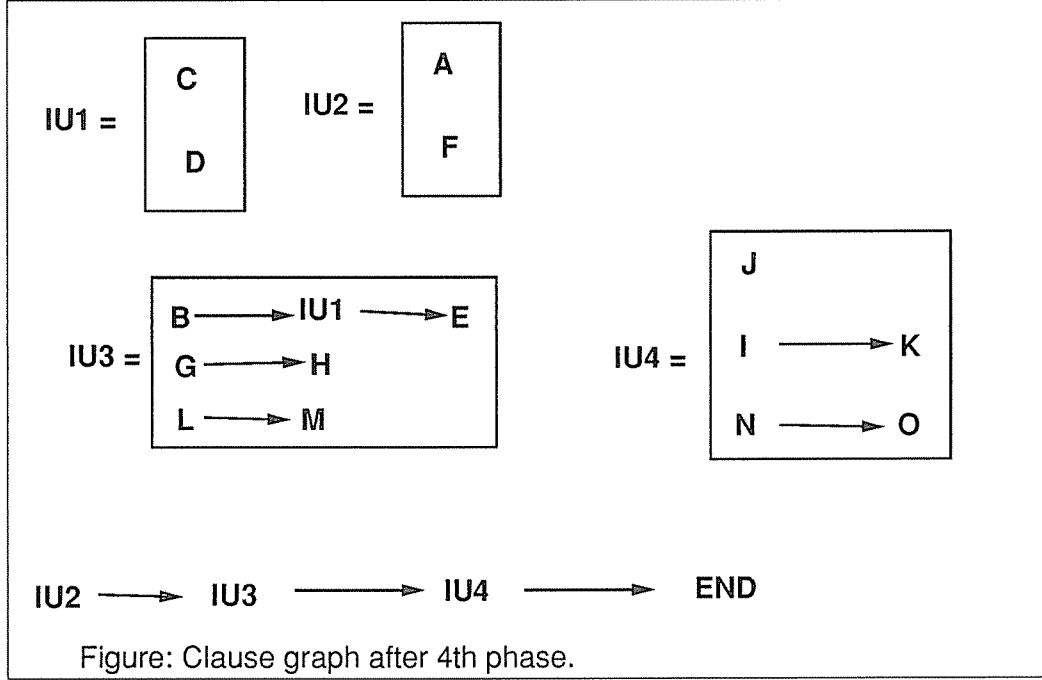 IU1 =
C
D
IU2 =
A
F
IU3 =
B IU1 E
G H
L M
IU4 =
J
I K
N O
IU2 IU3 IU4 END
Figure: Clause graph after 4th phase.